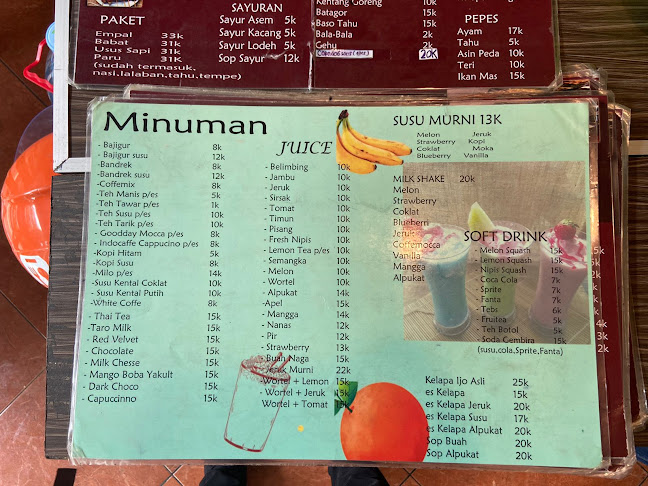 PAKET
Empal 33k
Babat 31k
Usus Sapi 31k
Paru 31K
(sudah termasuk.
nasi.lalaban.tahu.tempe)
SAYURAN
Sayur Asem 5k
Sayur Kacang 5k
Sayur Lodeh 5k
Sop Sayur 12k
Kentang Goreng 10k
Batagor 15k
Baso Tahu 15k
Bala-Bala 2k
Gehu 2k
20K
PEPES
Ayam 17k
Tahu 5k
Asin Peda 10k
Teri 10k
Ikan Mas 15k
Minuman
- Bajigur 8k
- Bajigur susu 12k
- Bandrek 8k
- Bandrek susu 12k
-Coffemix 8k
-Teh Manis p/es 5k
-Teh Tawar p/es 1k
-Teh Susu p/es 10k
-Teh Tarik p/es 10k
- Goodday Mocca p/es 8k
- Indocaffe Cappucino p/es 8k
-Kopi Hitam 5k
-Kopi Susu 8k
-Milo p/es 14k
-Susu Kental Coklat 10k
- Susu Kental Putih 10k
-White Coffe 8k
- Thai Tea 15k
-Taro Milk 15k
- Red Velvet 15k
- Chocolate 15k
- Milk Chesse 15k
- Mango Boba Yakult 15k
- Dark Choco 15k
- Capuccinno 15k
JUICE
- Belimbing 10k
- Jambu 10k
- Jeruk 10k
- Sirsak 10k
- Tomat 10k
- Timun 10k
- Pisang 10k
- Fresh Nipis 10k
- Lemon Tea p/es 10k
- Semangka 10k
- Melon 10k
- Wortel 10k
- Alpukat 14k
-Apel 15k
- Mangga 14k
- Nanas 12k
- Pir 12k
- Strawberry 13k
- Buah Naga 15k
- Jeruk Murni 22k
-Wortel + Lemon 15k
- Wortel + Jeruk 15k
Wortel + Tomat 15k
SUSU MURNI 13K
Melon Jeruk
Strawberry Kopi
Coklat Moka
Blueberry Vanilla
MILK SHAKE 20k
Melon
Strawberry
Coklat
Blueberri
Jeruk
Coffemocca
Vanilla
Mangga
Alpukat
SOFT DRINK
- Melon Squash 15k
- Lemon Squash 15k
- Nipis Squash 15k
- Coca Cola 7k
- Sprite 7k
- Fanta 7k
- Tebs 6k
- Fruitea 5k
- Teh Botol 5k
- Soda Gembira 15k
(susu,cola,Sprite,Fanta)
Kelapa Ijo Asli 25k
es Kelapa 15k
es Kelapa Jeruk 20k
es Kelapa Susu 17k
es Kelapa Alpukat 20k
Sop Buah 20k
Sop Alpukat 20k